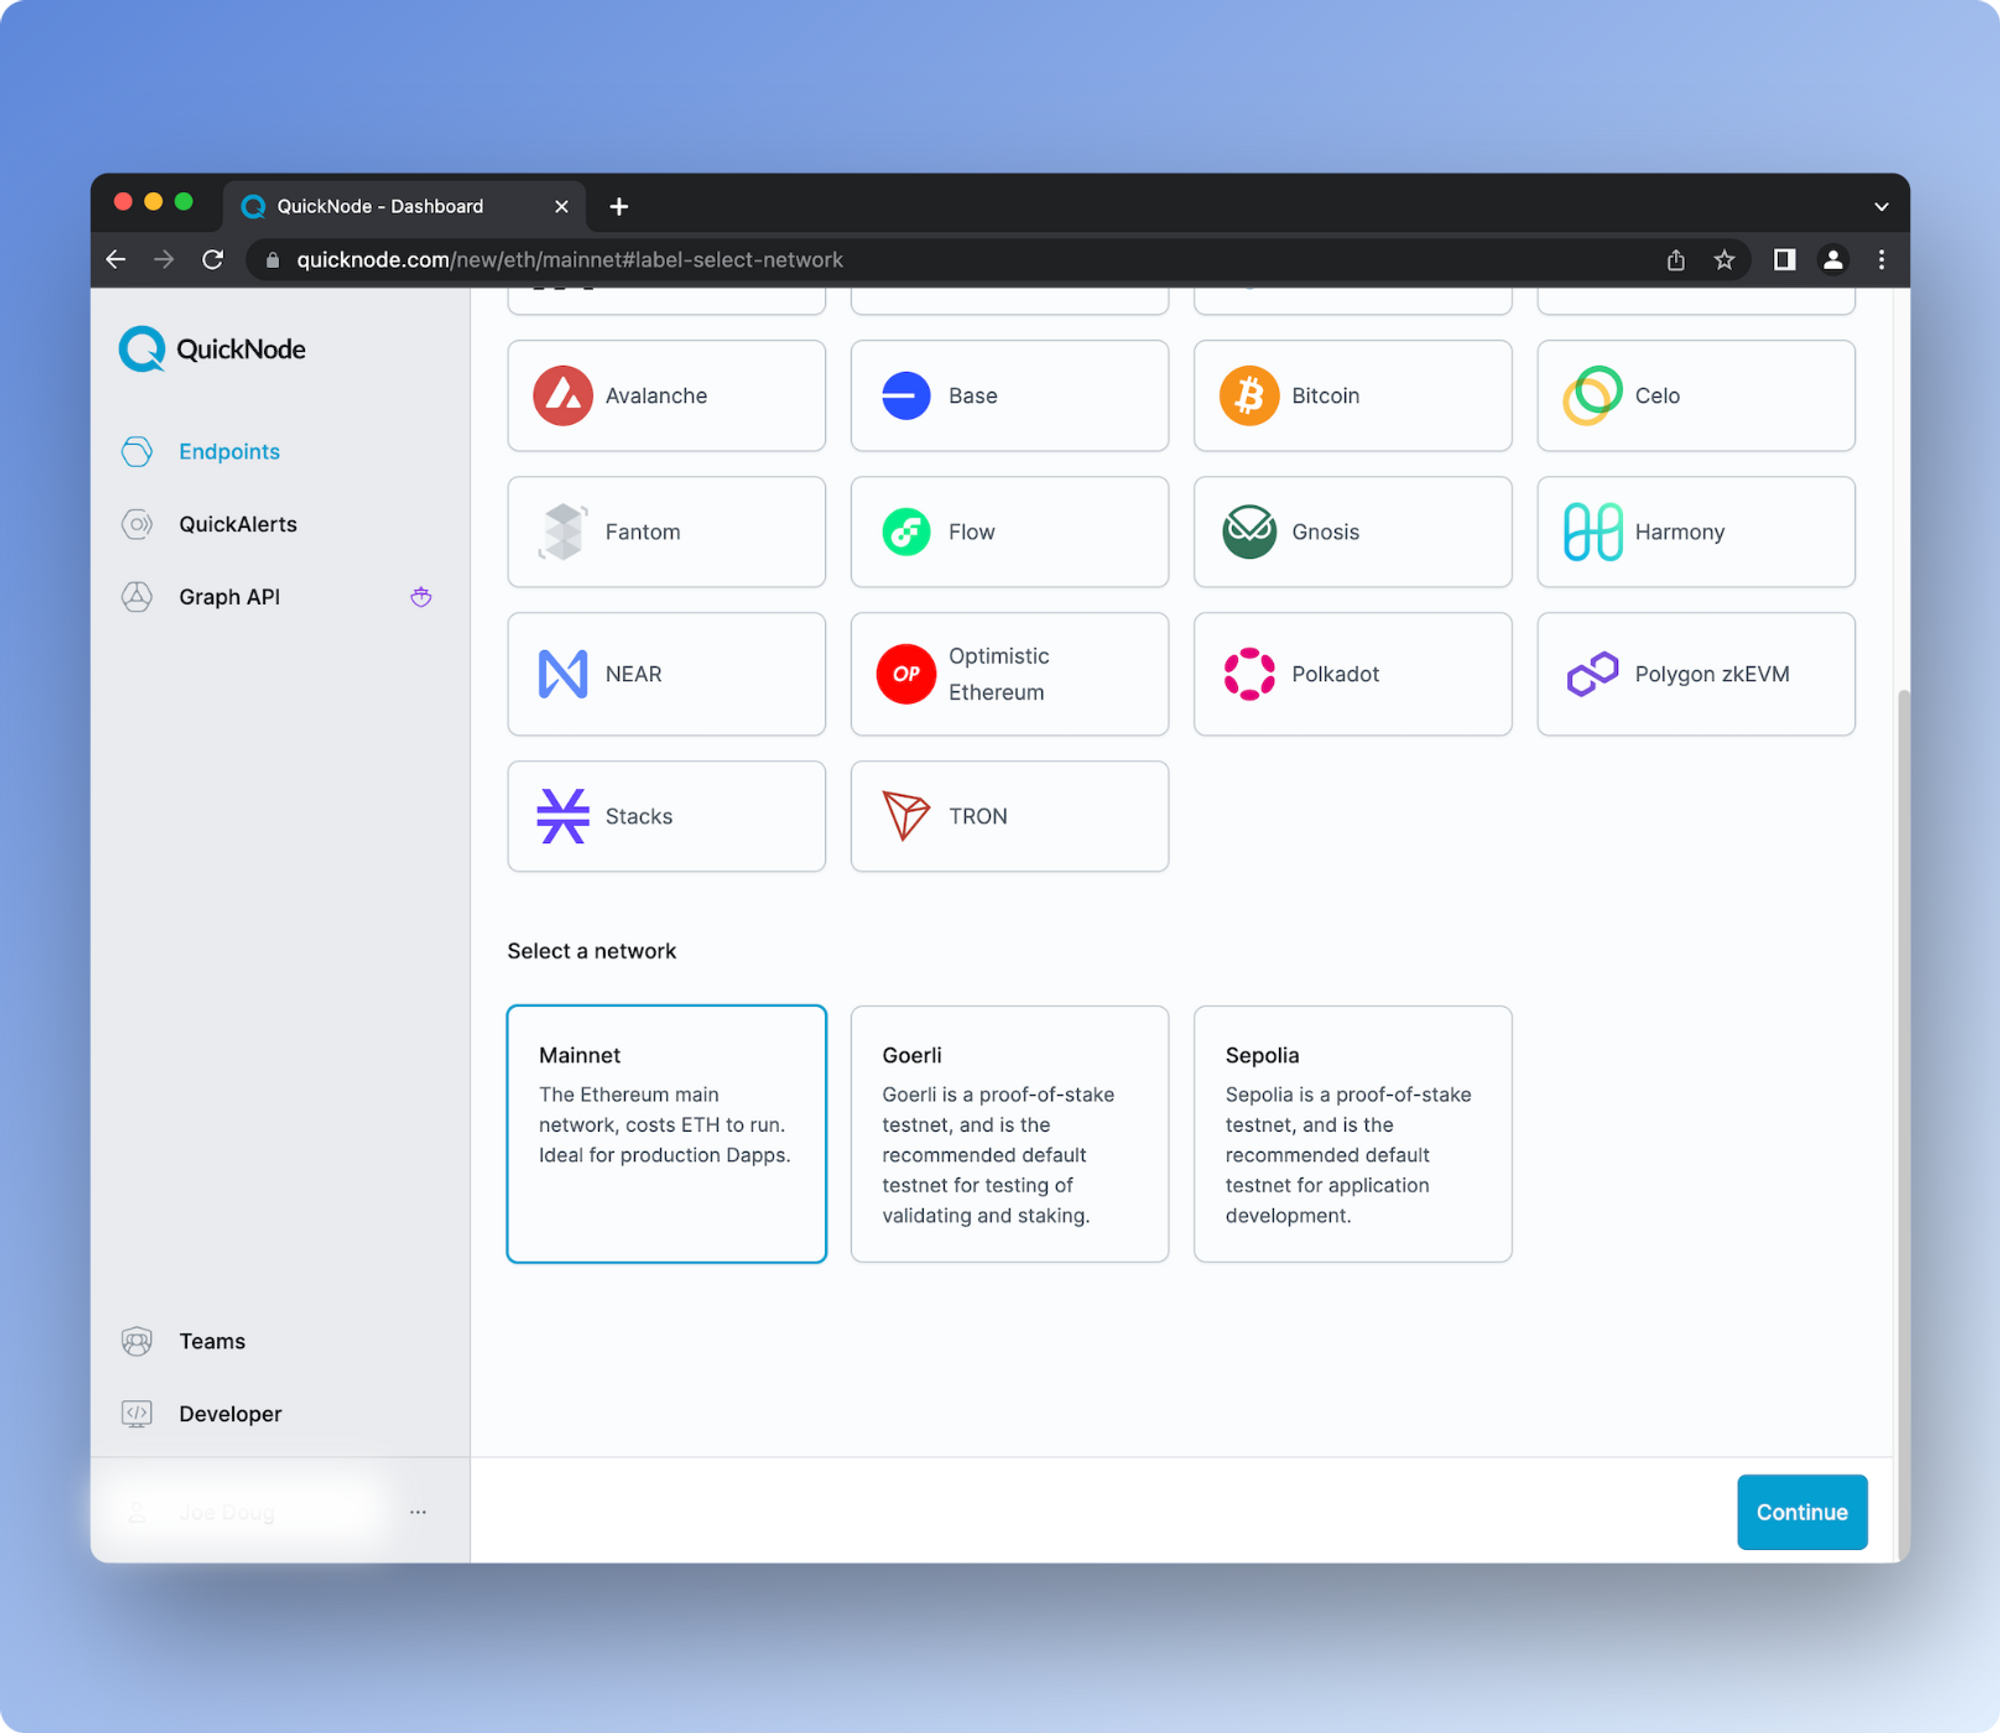 QuickNode - Dashboard
quicknode.com/new/eth/mainnet#label-select-network
QuickNode
Endpoints
QuickAlerts
Graph API
Avalanche
Base
Bitcoin
Celo
Fantom
Flow
Gnosis
Harmony
NEAR
OP
Optimistic
Ethereum
Polkadot
Polygon zkEVM
Stacks
TRON
Select a network
Mainnet
The Ethereum main
network, costs ETH to run.
Ideal for production Dapps.
Goerli
Goerli is a proof-of-stake
testnet, and is the
recommended default
testnet for testing of
validating and staking.
Sepolia
Sepolia is a proof-of-stake
testnet, and is the
recommended default
testnet for application
development.
Teams
Developer
Joe Doug
Continue